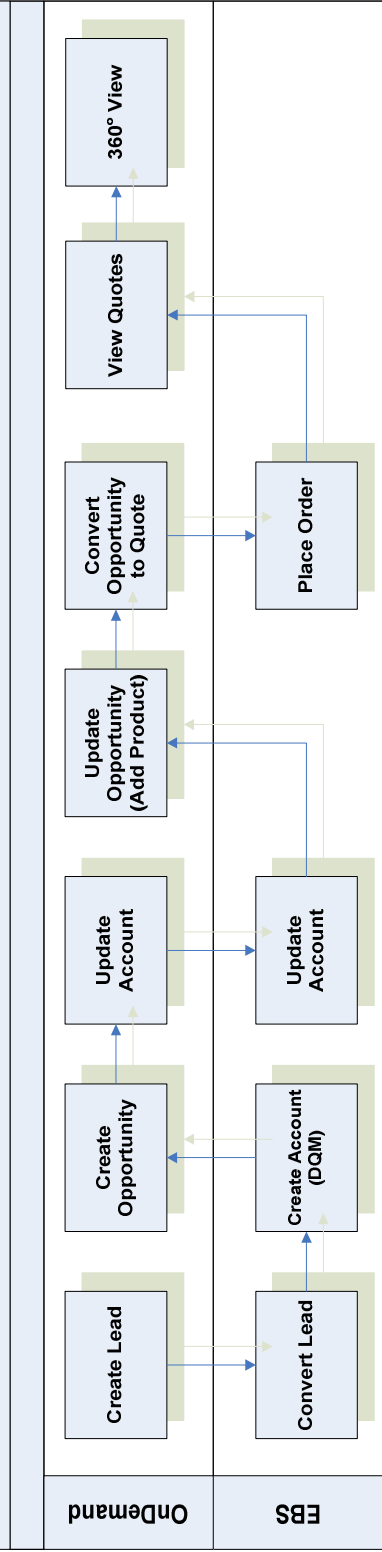 OnDemand
Create Lead
Create
Opportunity
Update
Account
Update
Opportunity
(Add Product)
Convert
Opportunity
to Quote
View Quotes
360° View
EBS
Convert Lead
Create Account
(DQM)
Update
Account
Place Order